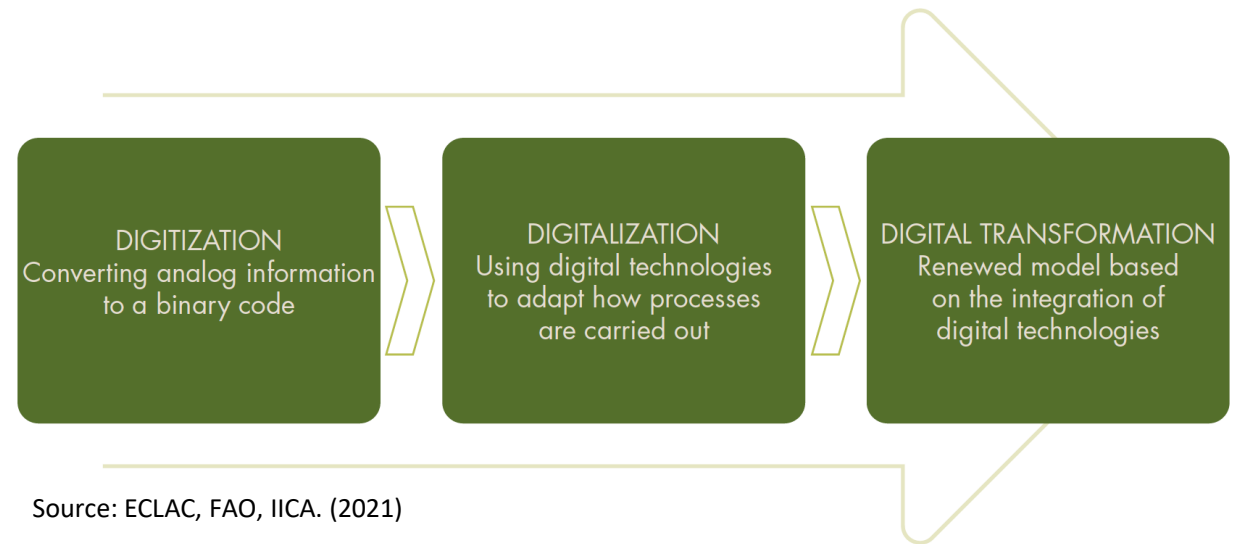 DIGITIZATION
Converting analog information
to a binary code
DIGITALIZATION
Using digital technologies
to adapt how processes
are carried out
DIGITAL TRANSFORMATION
Renewed model based
on the integration of
digital technologies
Source: ECLAC, FAO, IICA. (2021)